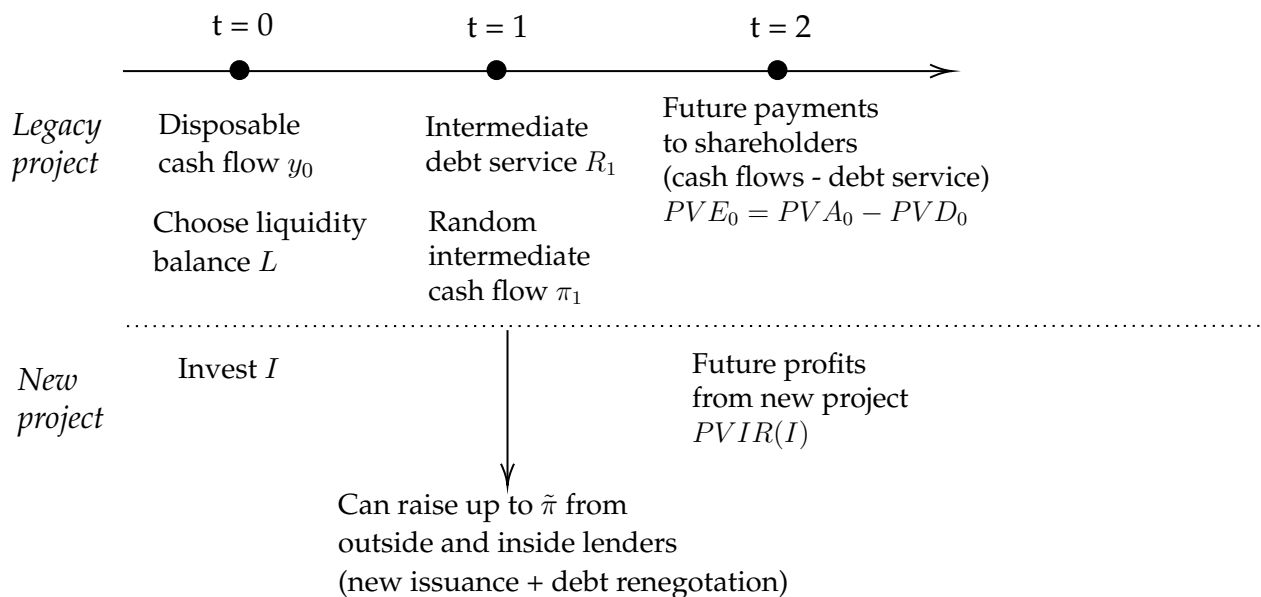 t = 0
t = 1
t = 2
Legacy
project
Disposable
cash flow y₀
Choose liquidity
balance L
Intermediate
debt service R₁
Random
intermediate
cash flow π₁
Future payments
to shareholders
(cash flows - debt service)
PVE₀ = PVA₀ − PVD₀
New
project
Invest I
Future profits
from new project
PVIR(I)
Can raise up to π̃ from
outside and inside lenders
(new issuance + debt renegotation)